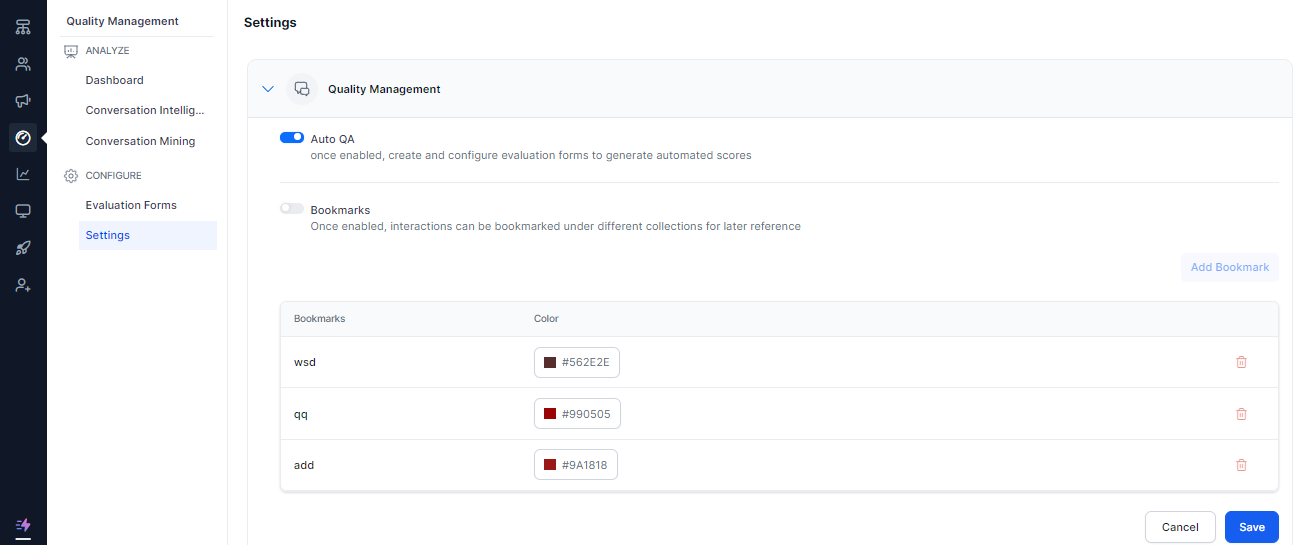 Quality Management
ANALYZE
Dashboard
Conversation Intellig...
Conversation Mining
CONFIGURE
Evaluation Forms
Settings
Settings
Quality Management
Auto QA
once enabled, create and configure evaluation forms to generate automated scores
Bookmarks
Once enabled, interactions can be bookmarked under different collections for later reference
Add Bookmark
Bookmarks Color
wsd #562E2E
qq #990505
add #9A1818
Cancel Save